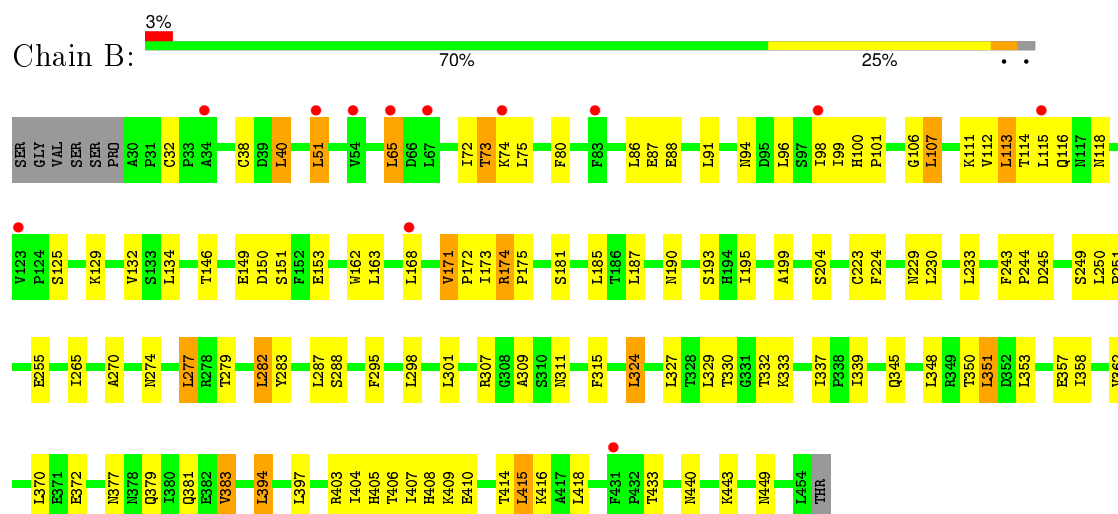 3%
Chain B:
70% 25% • •
SER GLY VAL SER SER PRO A30 P31 C32 P33 A34 C38 D39 L40 L51 V54 L65 D66 L67 I72 T73 K74 L75 F80 F83 L86 E87 E88 L91 N94 D95 L96 S97 L98 I99 H100 P101 G106 L107 K111 V112 L113 T114 L115 Q116 N117 N118
V123 P124 S125 K129 V132 S133 L134 T146 E149 D150 S151 F152 E153 W162 L163 L168 V171 P172 I173 R174 P175 S181 L185 T186 L187 N190 S193 H194 I195 A199 S204 C223 F224 N229 L230 L233 F243 P244 D245 S249 L250 P251
E255 I265 A270 N274 L277 R278 T279 L282 Y283 L287 S288 F295 L298 L301 R307 G308 A309 S310 N311 F315 L324 L327 T328 L329 T330 G331 T332 K333 I337 P338 I339 Q345 L348 R349 T350 L351 D352 L353 E357 I358
L370 E371 E372 N377 N378 Q379 I380 Q381 E382 V383 L394 L397 R403 I404 H405 T406 I407 H408 K409 E410 T414 L415 K416 A417 L418 F431 P432 T433 N440 K443 N449 L454 THR